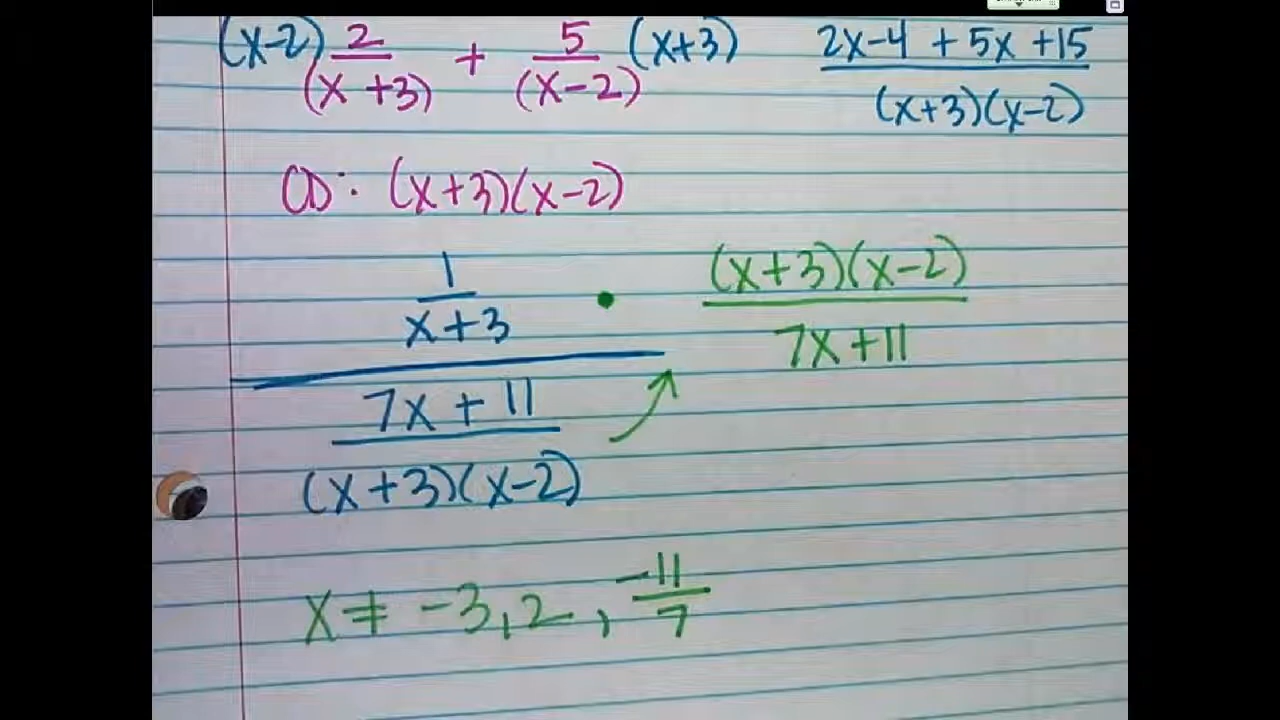 (x-2) 2/(x+3) + 5/(x-2) (x+3)
(2x-4+5x+15)/((x+3)(x-2))
CD: (x+3)(x-2)
1/(x+3) • (x+3)(x-2)/(7x+11)
(7x+11)/((x+3)(x-2))
x ≠ -3, 2, -11/7